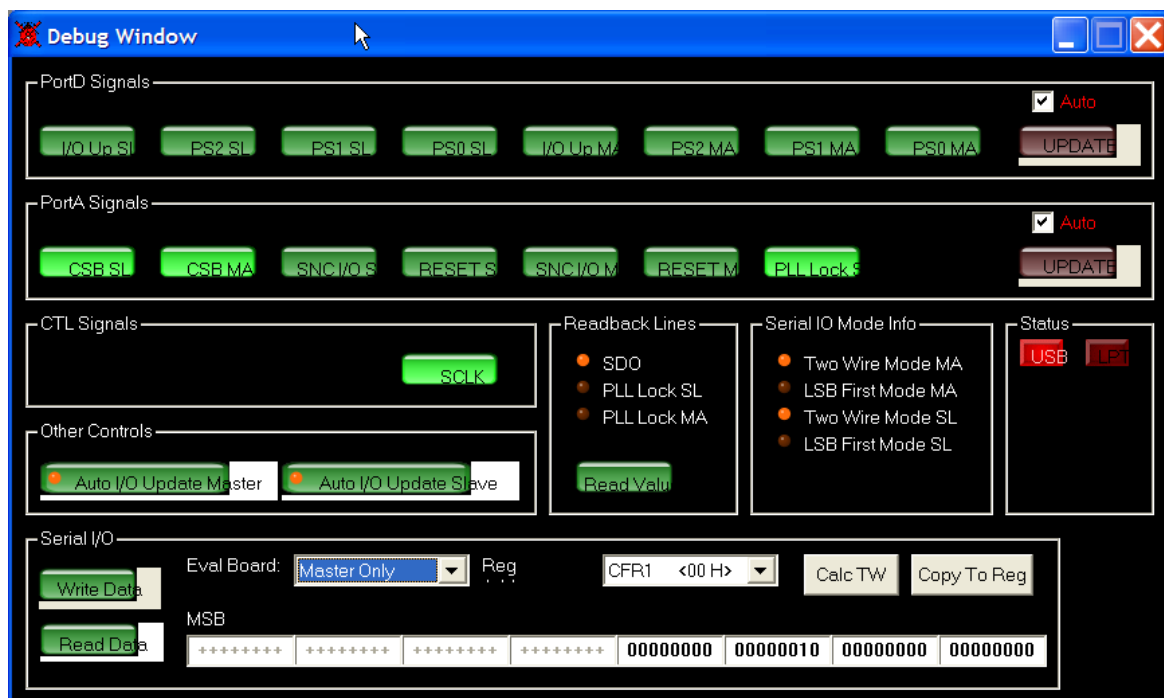 Debug Window
PortD Signals
Auto
I/O Up SL PS2 SL PS1 SL PS0 SL I/O Up MA PS2 MA PS1 MA PS0 MA UPDATE
PortA Signals
Auto
CSB SL CSB MA SNC I/O S RESET S SNC I/O M RESET M PLL Lock S UPDATE
CTL Signals
SCLK
Readback Lines
SDO
PLL Lock SL
PLL Lock MA
Read Valu
Serial IO Mode Info
Two Wire Mode MA
LSB First Mode MA
Two Wire Mode SL
LSB First Mode SL
Status
USB LPT
Other Controls
Auto I/O Update Master Auto I/O Update Slave
Serial I/O
Write Data
Read Data
Eval Board: Master Only Reg CFR1 <00 H> Calc TW Copy To Reg
MSB
++++++++ ++++++++ ++++++++ ++++++++ 00000000 00000010 00000000 00000000